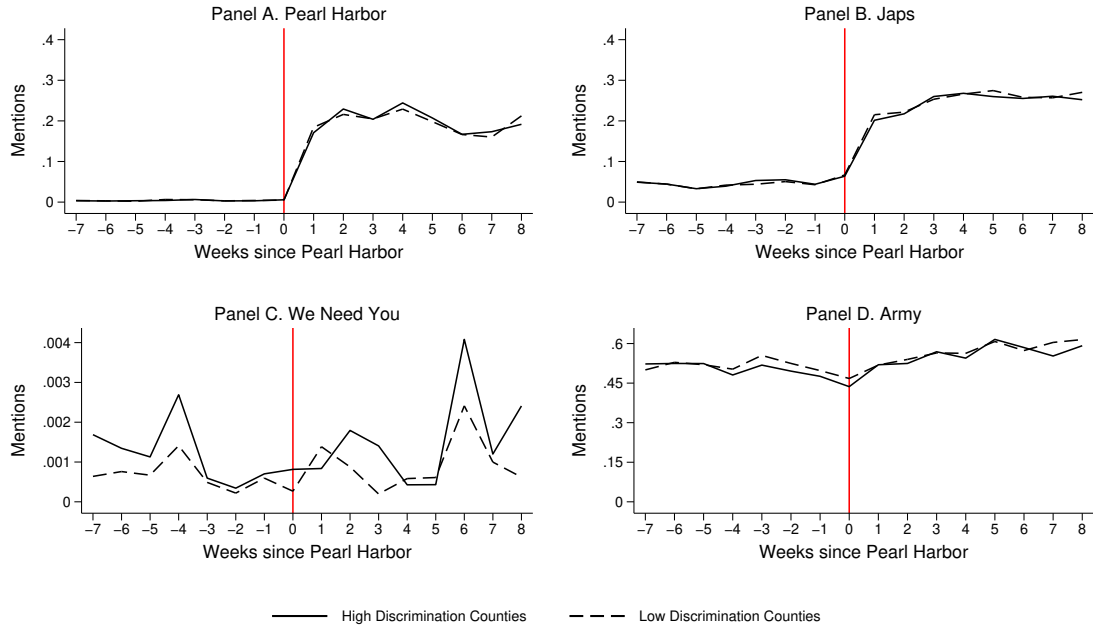 Panel A. Pearl Harbor
Mentions
.4
.3
.2
.1
0
−7 −6 −5 −4 −3 −2 −1 0 1 2 3 4 5 6 7 8
Weeks since Pearl Harbor
Panel B. Japs
Mentions
.4
.3
.2
.1
0
−7 −6 −5 −4 −3 −2 −1 0 1 2 3 4 5 6 7 8
Weeks since Pearl Harbor
Panel C. We Need You
Mentions
.004
.003
.002
.001
0
−7 −6 −5 −4 −3 −2 −1 0 1 2 3 4 5 6 7 8
Weeks since Pearl Harbor
Panel D. Army
Mentions
.6
.45
.3
.15
0
−7 −6 −5 −4 −3 −2 −1 0 1 2 3 4 5 6 7 8
Weeks since Pearl Harbor
High Discrimination Counties Low Discrimination Counties